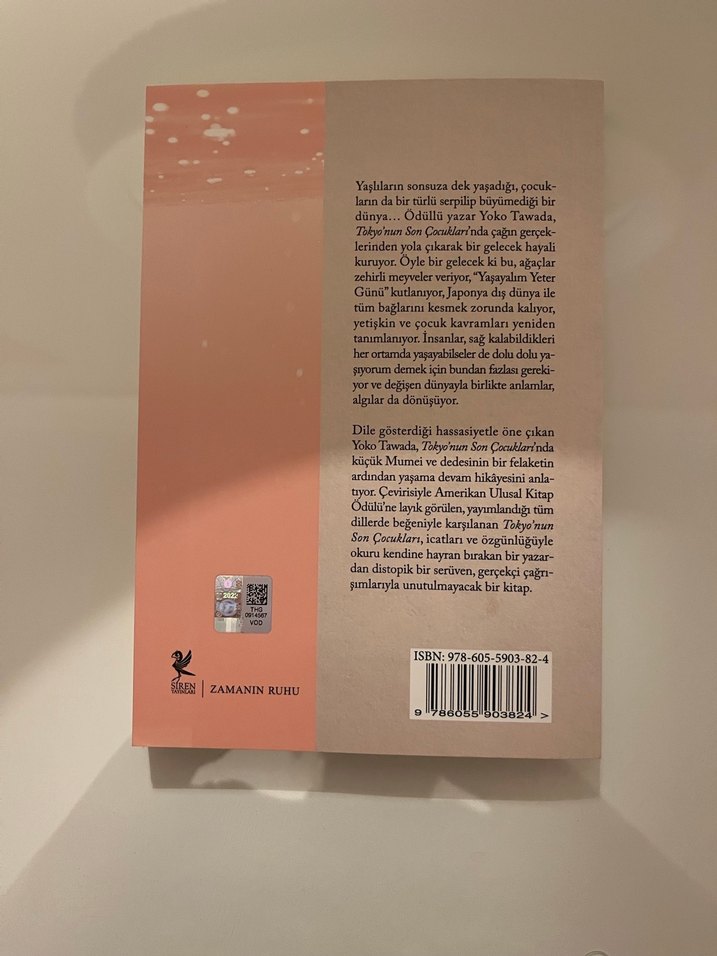 Yaşlıların sonsuza dek yaşadığı, çocuk-
ların da bir türlü serpilip büyümediği bir
dünya… Ödüllü yazar Yoko Tawada,
Tokyo'nun Son Çocukları'nda çağın gerçek-
lerinden yola çıkarak bir gelecek hayali
kuruyor. Öyle bir gelecek ki bu, ağaçlar
zehirli meyveler veriyor, “Yaşayalım Yeter
Günü” kutlanıyor, Japonya dış dünya ile
tüm bağlarını kesmek zorunda kalıyor,
yetişkin ve çocuk kavramları yeniden
tanımlanıyor. İnsanlar, sağ kalabildikleri
her ortamda yaşayabilseler de dolu dolu ya-
şıyorum demek için bundan fazlası gereki-
yor ve değişen dünyayla birlikte anlamlar,
algılar da dönüşüyor.
Dile gösterdiği hassasiyetle öne çıkan
Yoko Tawada, Tokyo'nun Son Çocukları'nda
küçük Mumei ve dedesinin bir felaketin
ardından yaşama devam hikâyesini anla-
tıyor. Çevirisiyle Amerikan Ulusal Kitap
Ödülü'ne layık görülen, yayımlandığı tüm
dillerde beğeniyle karşılanan Tokyo'nun
Son Çocukları, icatları ve özgünlüğüyle
okuru kendine hayran bırakan bir yazar-
dan distopik bir serüven, gerçekçi çağrı-
şımlarıyla unutulmayacak bir kitap.
2022
THG
0914567
VDD
SİREN
YAYINLARI
ZAMANIN RUHU
ISBN: 978-605-5903-82-4
9 786055 903824 >